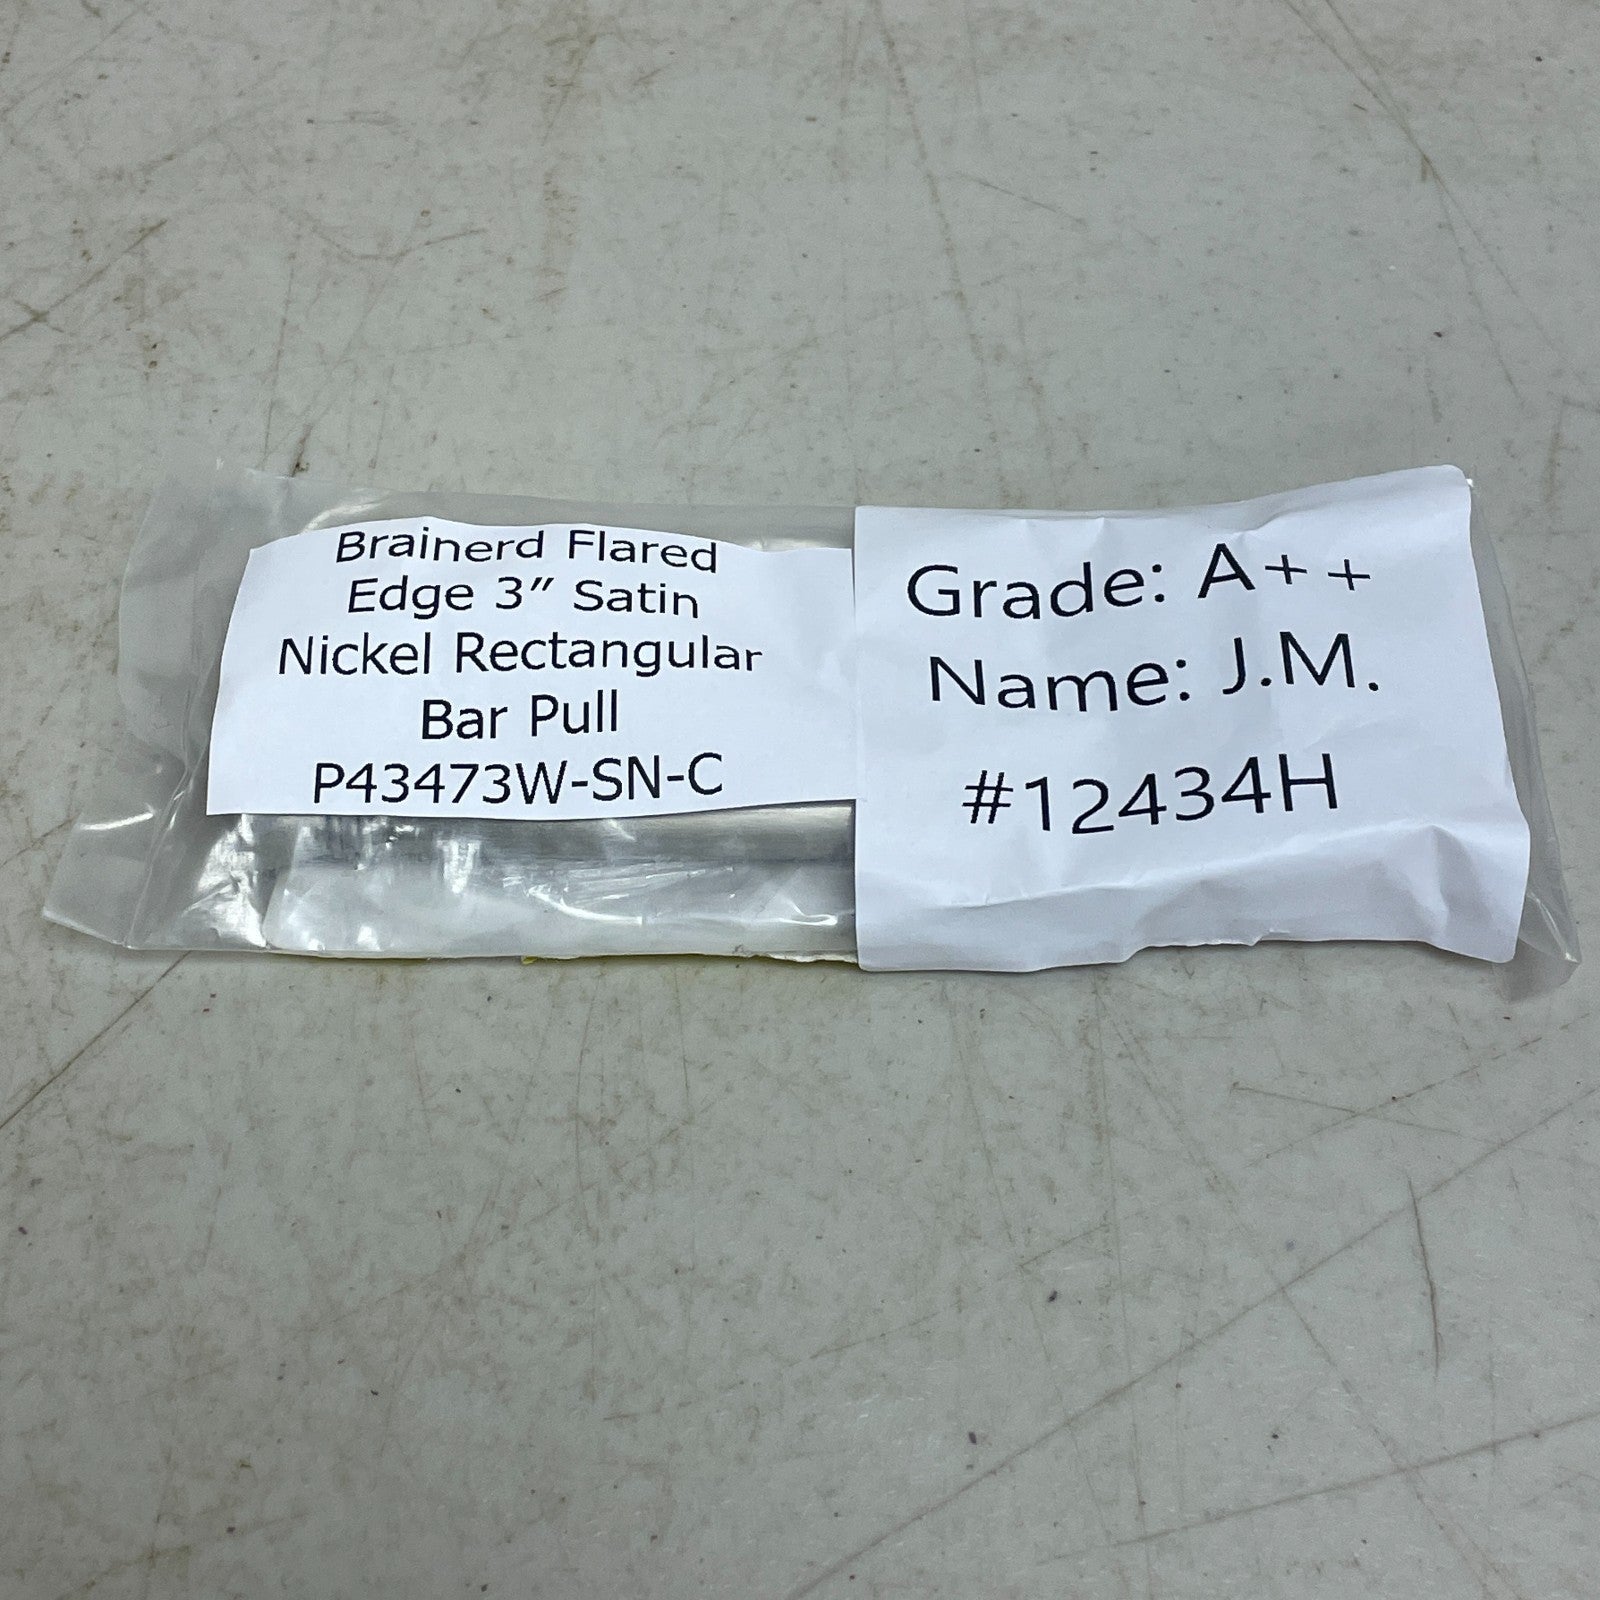 Brainerd Flared
Edge 3" Satin
Nickel Rectangular
Bar Pull
P43473W-SN-C
Grade: A++
Name: J.M.
#12434H